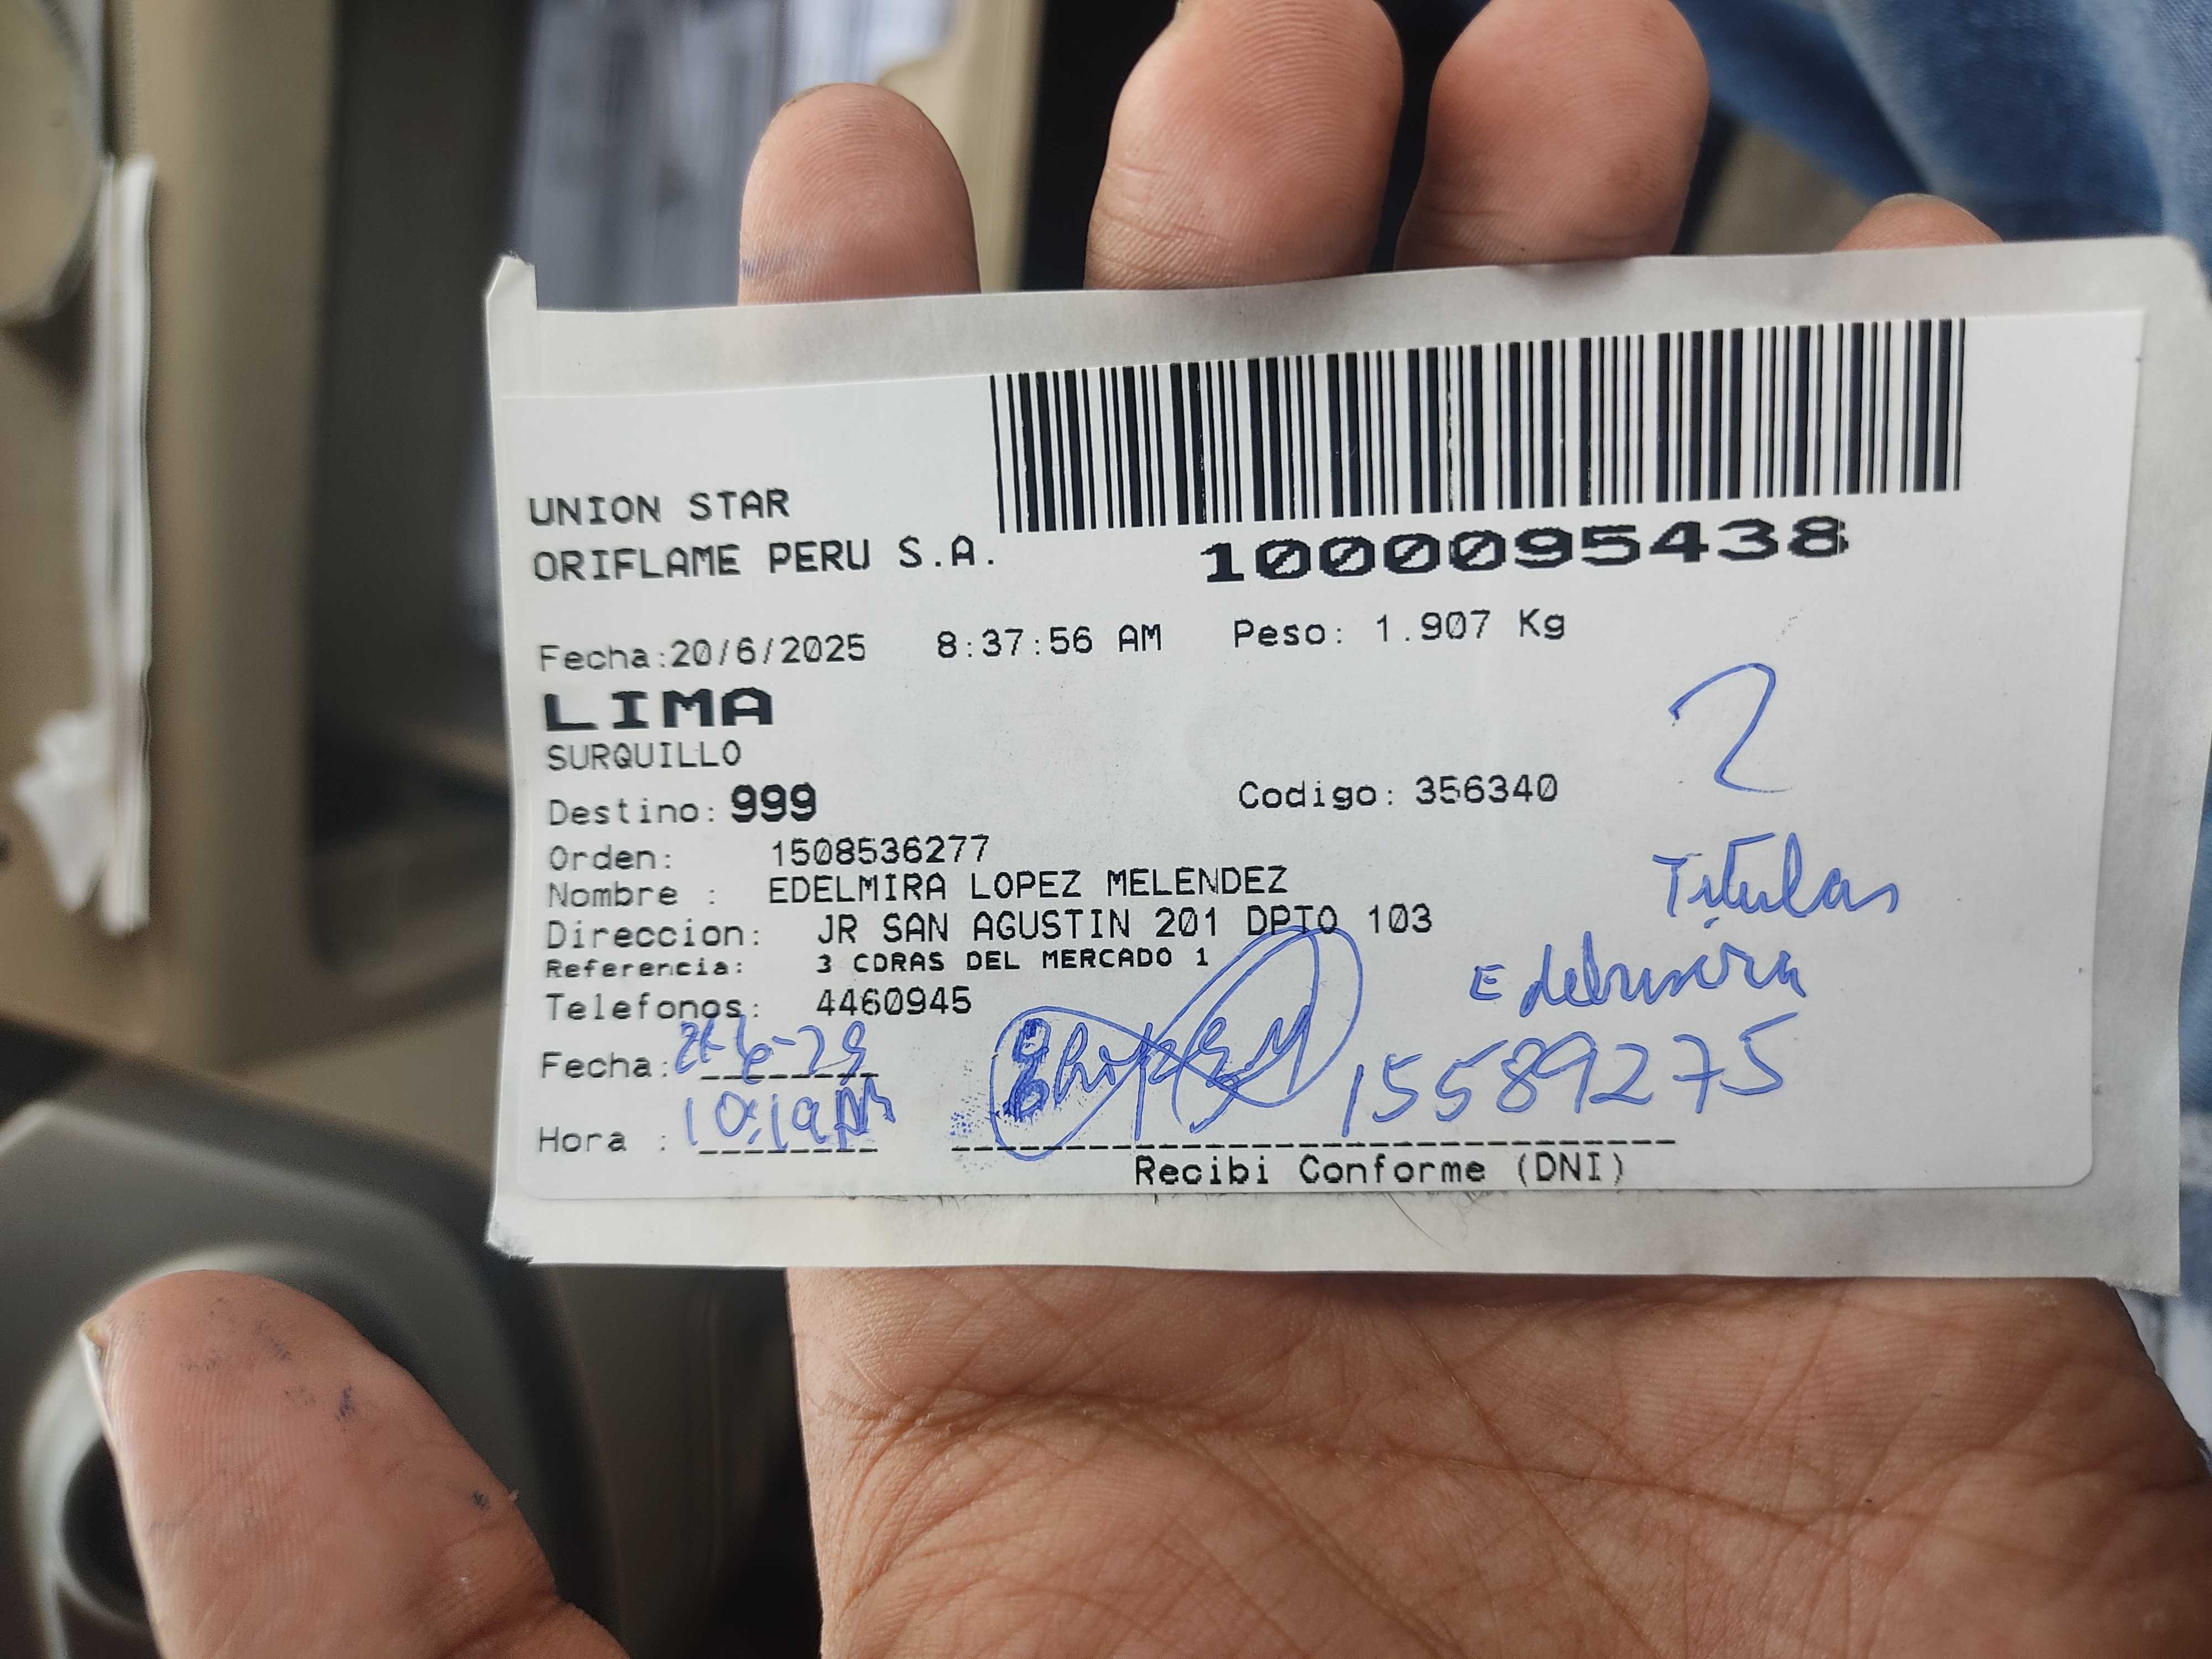 UNION STAR
ORIFLAME PERU S.A.
1000095438
Fecha:20/6/2025 8:37:56 AM Peso: 1.907 Kg
LIMA
SURQUILLO
2
Destino: 999 Codigo: 356340
Orden: 1508536277
Titular
Nombre : EDELMIRA LOPEZ MELENDEZ
Direccion: JR SAN AGUSTIN 201 DPTO 103
Referencia: 3 CDRAS DEL MERCADO 1
Edelmira
Telefonos: 4460945
15589275
Fecha:
Hora :
Recibi Conforme (DNI)